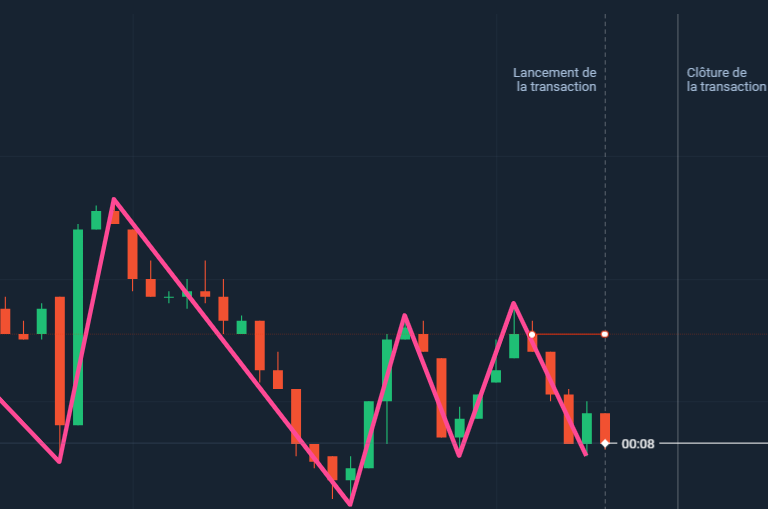 Lancement de
la transaction
Clôture de
la transaction
00:08